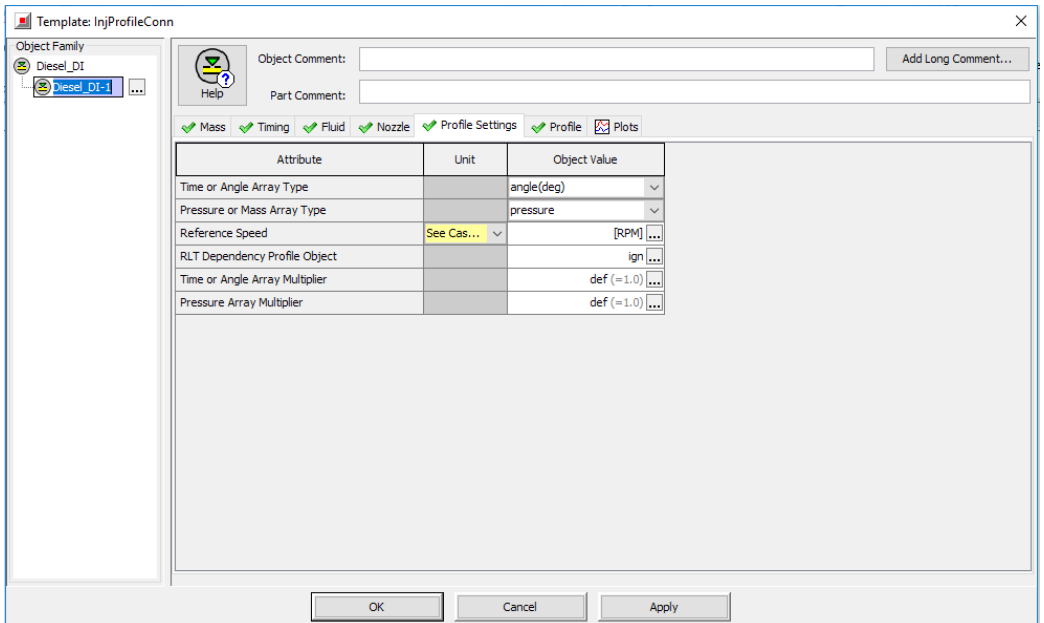 Template: InjProfileConn
Object Family
Diesel_DI
Diesel_DI-1
...
Help
Object Comment:
Add Long Comment...
Part Comment:
Mass Timing Fluid Nozzle Profile Settings Profile Plots
Attribute Unit Object Value
Time or Angle Array Type angle(deg)
Pressure or Mass Array Type pressure
Reference Speed See Cas... [RPM] ...
RLT Dependency Profile Object ign ...
Time or Angle Array Multiplier def (=1.0) ...
Pressure Array Multiplier def (=1.0) ...
OK Cancel Apply